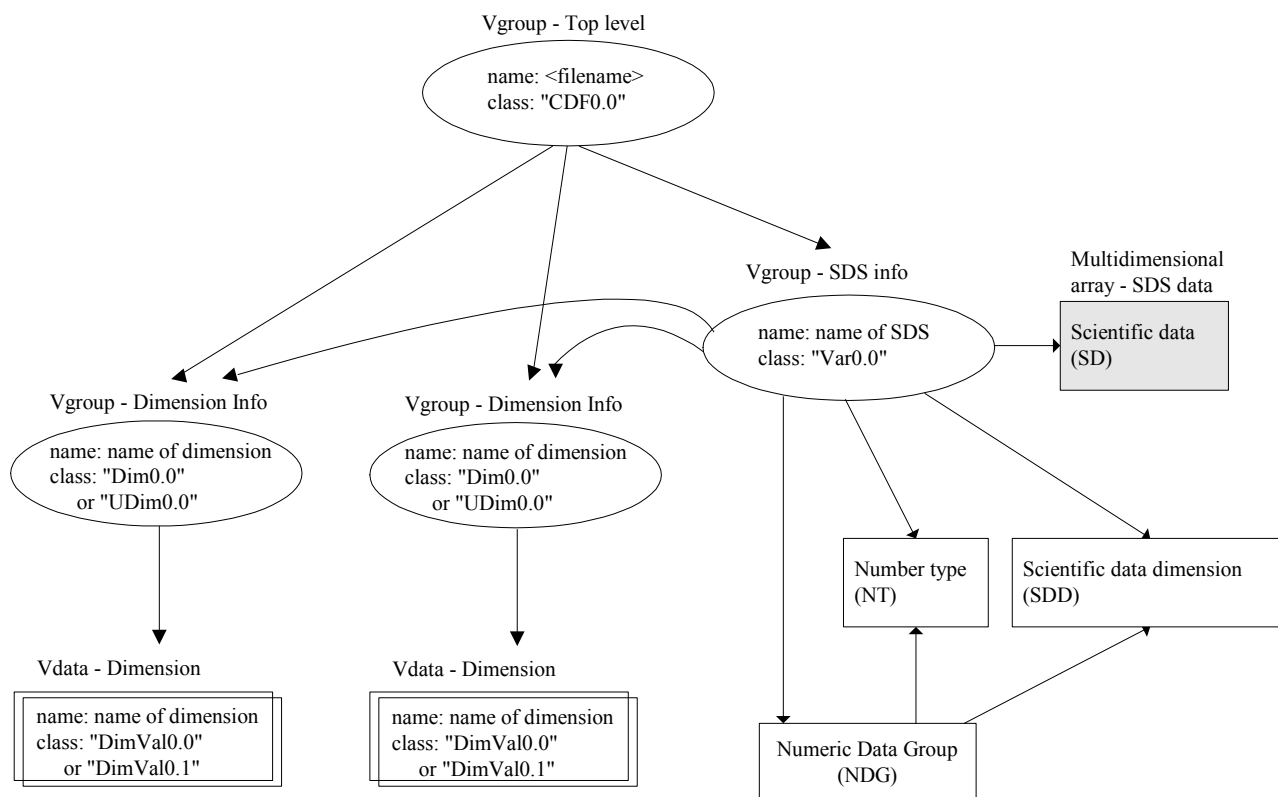 Vgroup - Top level
name: <filename>
class: "CDF0.0"
Vgroup - SDS info
name: name of SDS
class: "Var0.0"
Multidimensional
array - SDS data
Scientific data
(SD)
Vgroup - Dimension Info
name: name of dimension
class: "Dim0.0"
or "UDim0.0"
Vgroup - Dimension Info
name: name of dimension
class: "Dim0.0"
or "UDim0.0"
Number type
(NT)
Scientific data dimension
(SDD)
Vdata - Dimension
name: name of dimension
class: "DimVal0.0"
or "DimVal0.1"
Vdata - Dimension
name: name of dimension
class: "DimVal0.0"
or "DimVal0.1"
Numeric Data Group
(NDG)